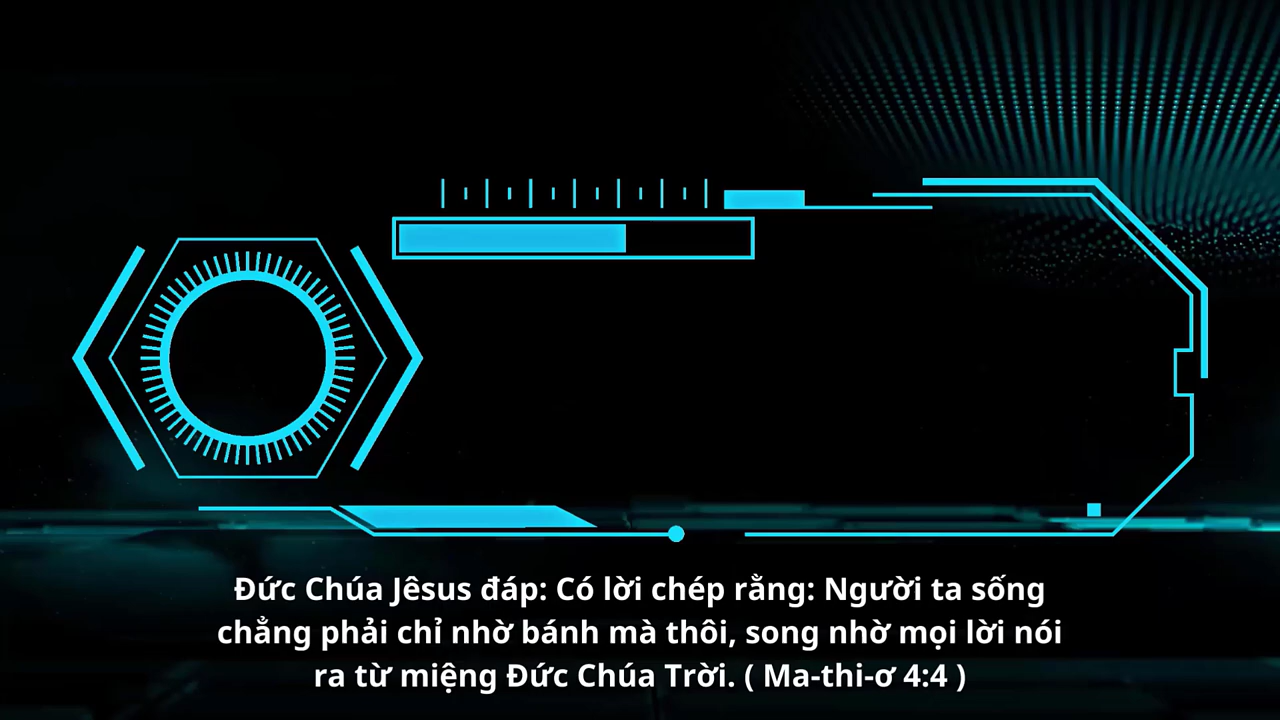 Đức Chúa Jêsus đáp: Có lời chép rằng: Người ta sống
chẳng phải chỉ nhờ bánh mà thôi, song nhờ mọi lời nói
ra từ miệng Đức Chúa Trời. ( Ma-thi-ơ 4:4 )